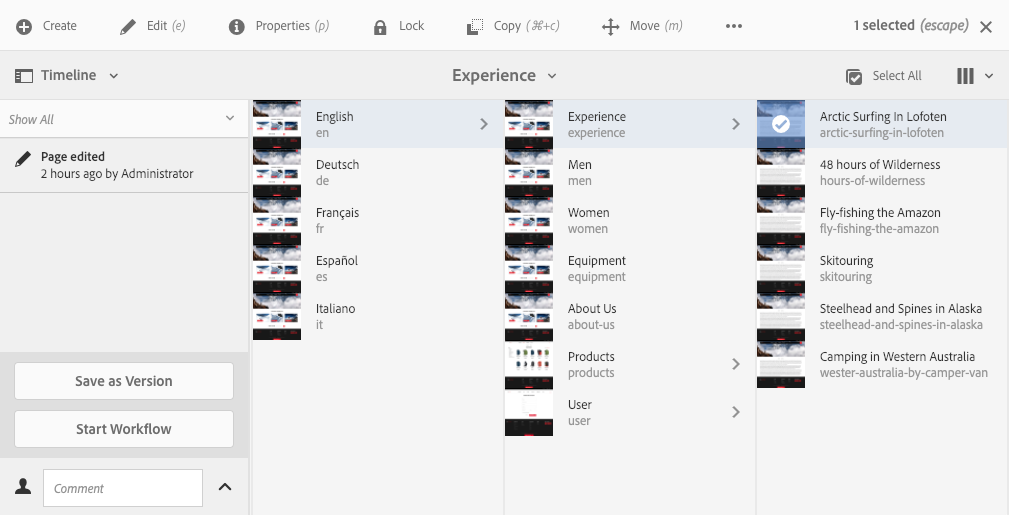 Create
Edit (e)
Properties (p)
Lock
Copy (⌘+c)
Move (m)
1 selected (escape)
Timeline
Experience
Select All
Show All
Page edited
2 hours ago by Administrator
Save as Version
Start Workflow
Comment
English
en
Deutsch
de
Français
fr
Español
es
Italiano
it
Experience
experience
Men
men
Women
women
Equipment
equipment
About Us
about-us
Products
products
User
user
Arctic Surfing In Lofoten
arctic-surfing-in-lofoten
48 hours of Wilderness
hours-of-wilderness
Fly-fishing the Amazon
fly-fishing-the-amazon
Skitouring
skitouring
Steelhead and Spines in Alaska
steelhead-and-spines-in-alaska
Camping in Western Australia
wester-australia-by-camper-van